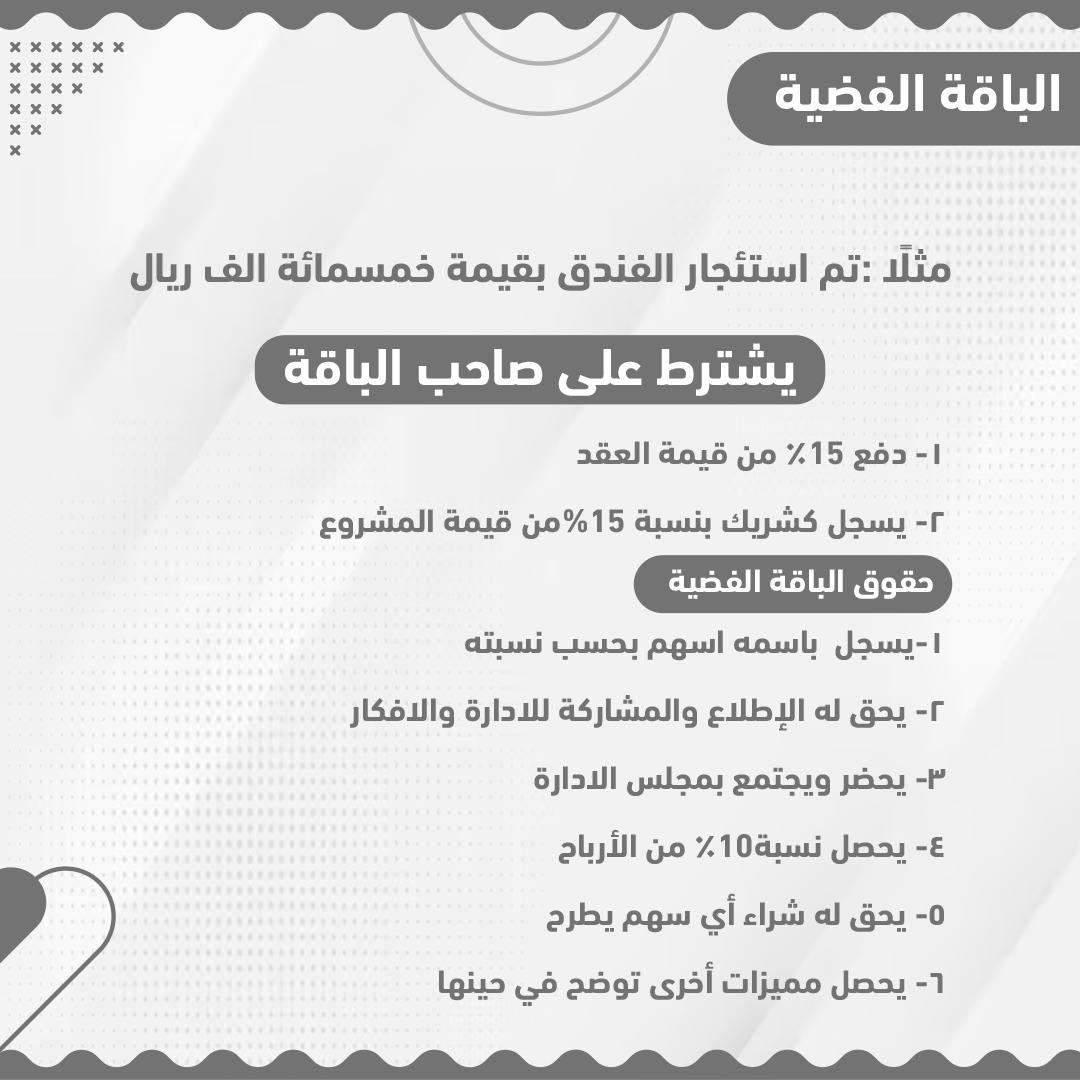 الباقة الفضية
مثلًا :تم استئجار الفندق بقيمة خمسمائة الف ريال
يشترط على صاحب الباقة
١- دفع 15٪ من قيمة العقد
٢- يسجل كشريك بنسبة 15%من قيمة المشروع
حقوق الباقة الفضية
١-يسجل باسمه اسهم بحسب نسبته
٢- يحق له الإطلاع والمشاركة للادارة والافكار
٣- يحضر ويجتمع بمجلس الادارة
٤- يحصل نسبة10٪ من الأرباح
٥- يحق له شراء أي سهم يطرح
٦- يحصل مميزات أخرى توضح في حينها